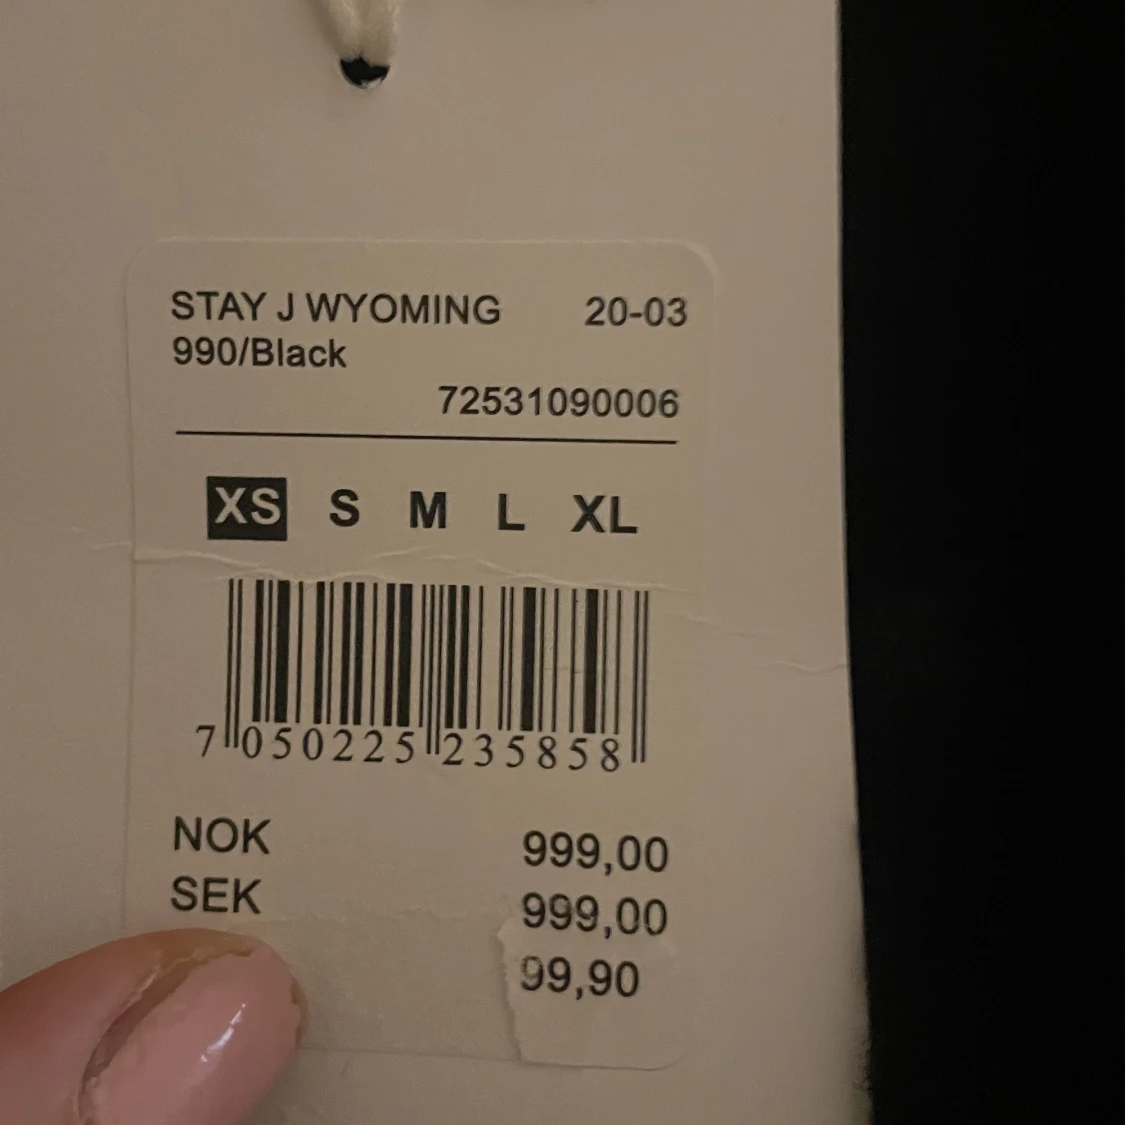 STAY J WYOMING 20-03
990/Black
72531090006
XS S M L XL
7 050225 235858
NOK 999,00
SEK 999,00
99,90